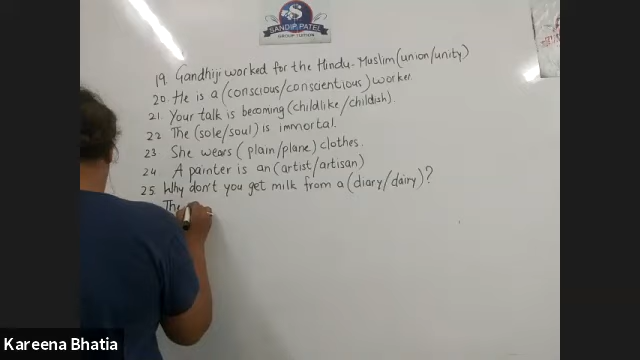 SANDIP PATEL
GROUP TUITION
19. Gandhiji worked for the Hindu-Muslim (union/unity)
20. He is a (conscious/conscientious) worker
21. Your talk is becoming (childlike/childish).
22 The (sole/soul) is immortal.
23 She wears (plain/plane) clothes.
24 A painter is an (artist/artisan)
25. Why don't you get milk from a (diary/dairy)?
The
Kareena Bhatia